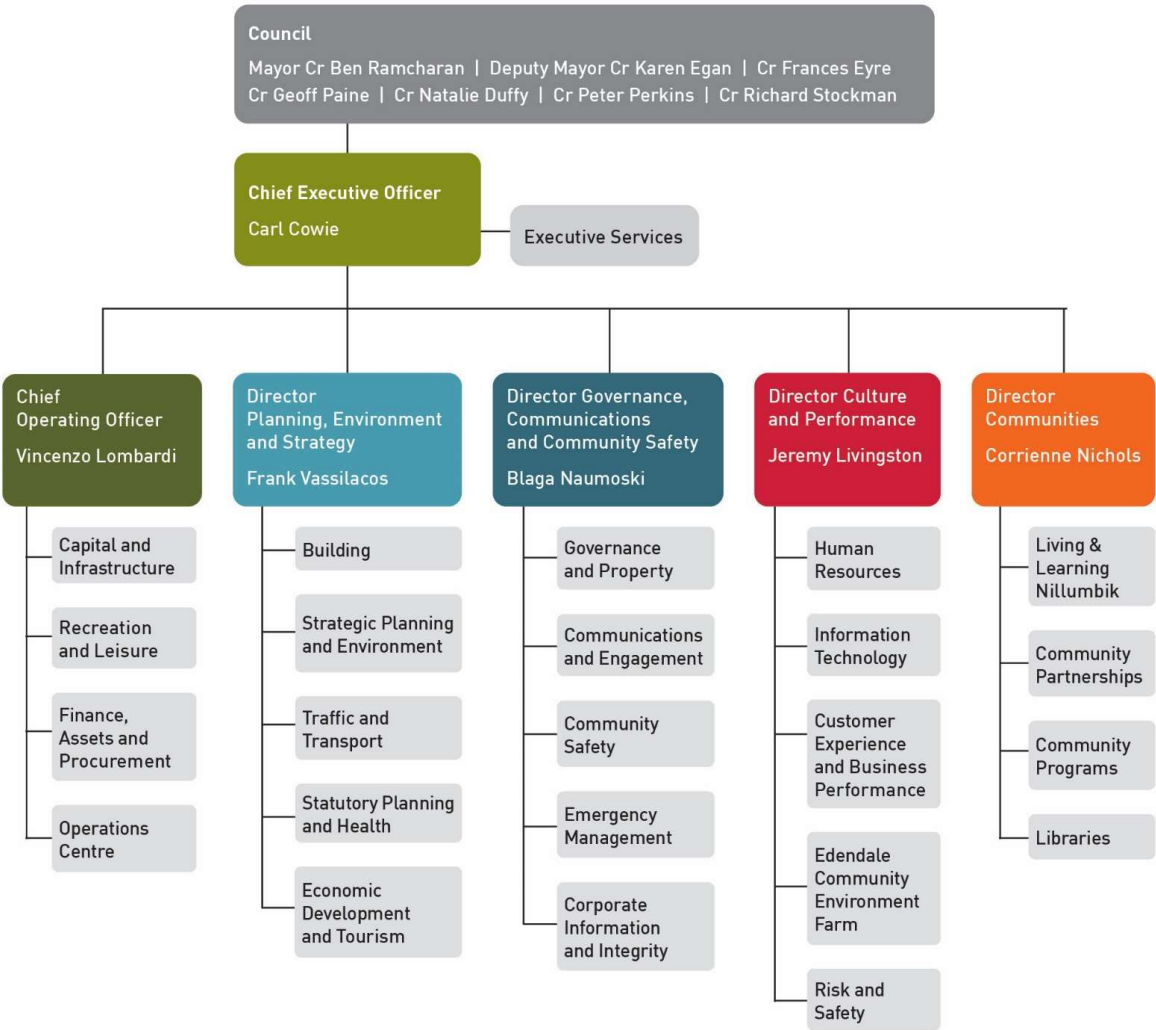 Council
Mayor Cr Ben Ramcharan | Deputy Mayor Cr Karen Egan | Cr Frances Eyre
Cr Geoff Paine | Cr Natalie Duffy | Cr Peter Perkins | Cr Richard Stockman
Chief Executive Officer
Carl Cowie
Executive Services
Chief
Operating Officer
Vincenzo Lombardi
Capital and
Infrastructure
Recreation
and Leisure
Finance,
Assets and
Procurement
Operations
Centre
Director
Planning, Environment
and Strategy
Frank Vassilacos
Building
Strategic Planning
and Environment
Traffic and
Transport
Statutory Planning
and Health
Economic
Development
and Tourism
Director Governance,
Communications
and Community Safety
Blaga Naumoski
Governance
and Property
Communications
and Engagement
Community
Safety
Emergency
Management
Corporate
Information
and Integrity
Director Culture
and Performance
Jeremy Livingston
Human
Resources
Information
Technology
Customer
Experience
and Business
Performance
Edendale
Community
Environment
Farm
Risk and
Safety
Director
Communities
Corrienne Nichols
Living &
Learning
Nillumbik
Community
Partnerships
Community
Programs
Libraries